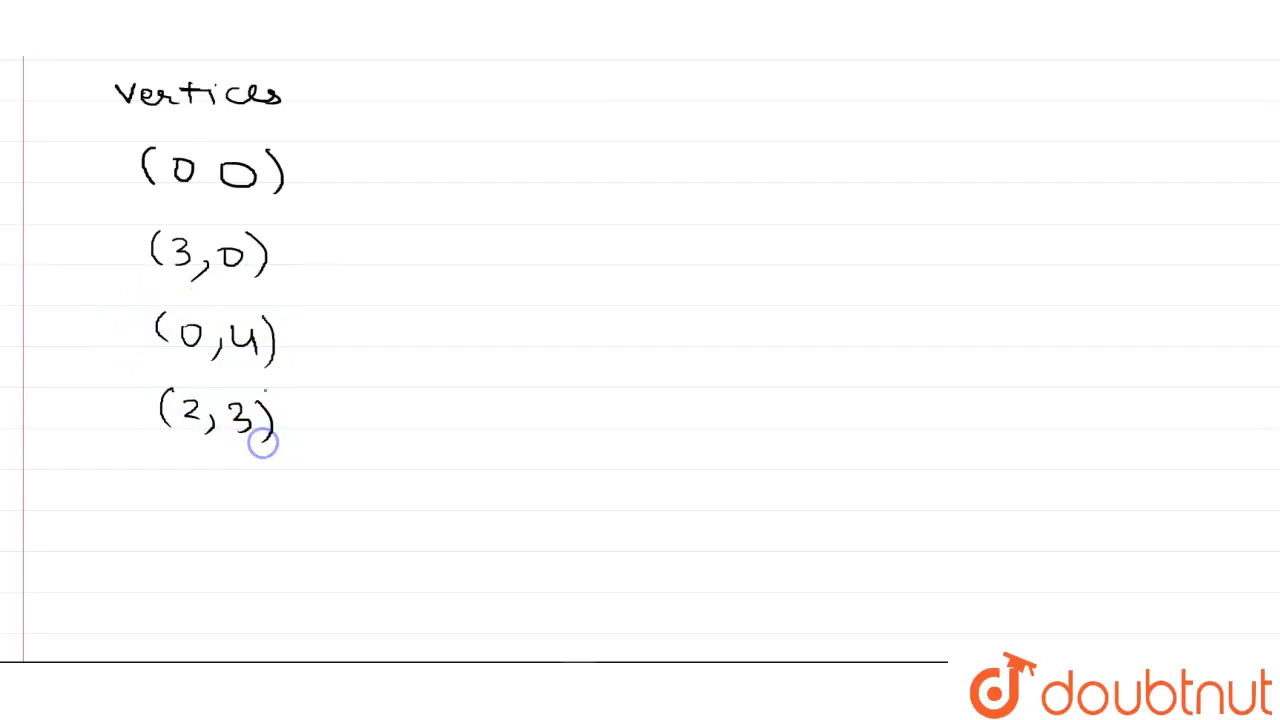 Vertices
(0 0)
(3,0)
(0,4)
(2,3)
doubtnut